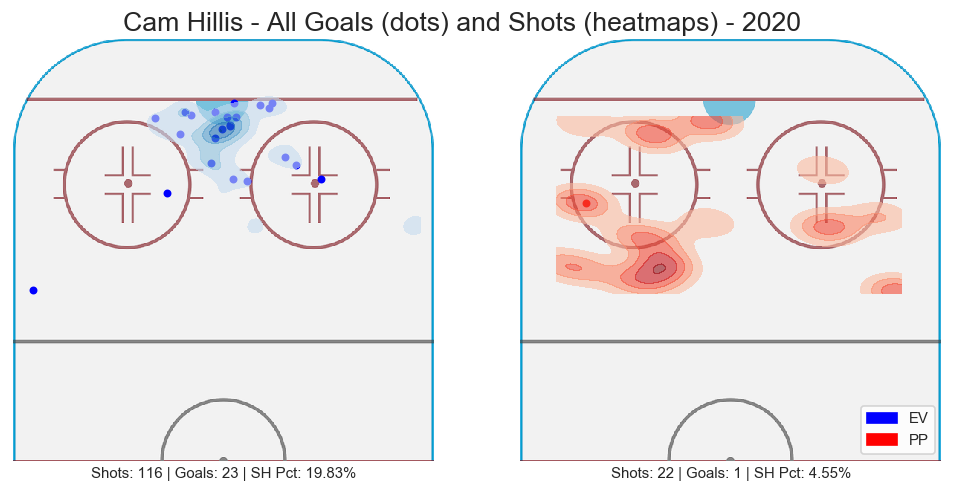 Cam Hillis - All Goals (dots) and Shots (heatmaps) - 2020
EV
PP
Shots: 116 | Goals: 23 | SH Pct: 19.83%
Shots: 22 | Goals: 1 | SH Pct: 4.55%